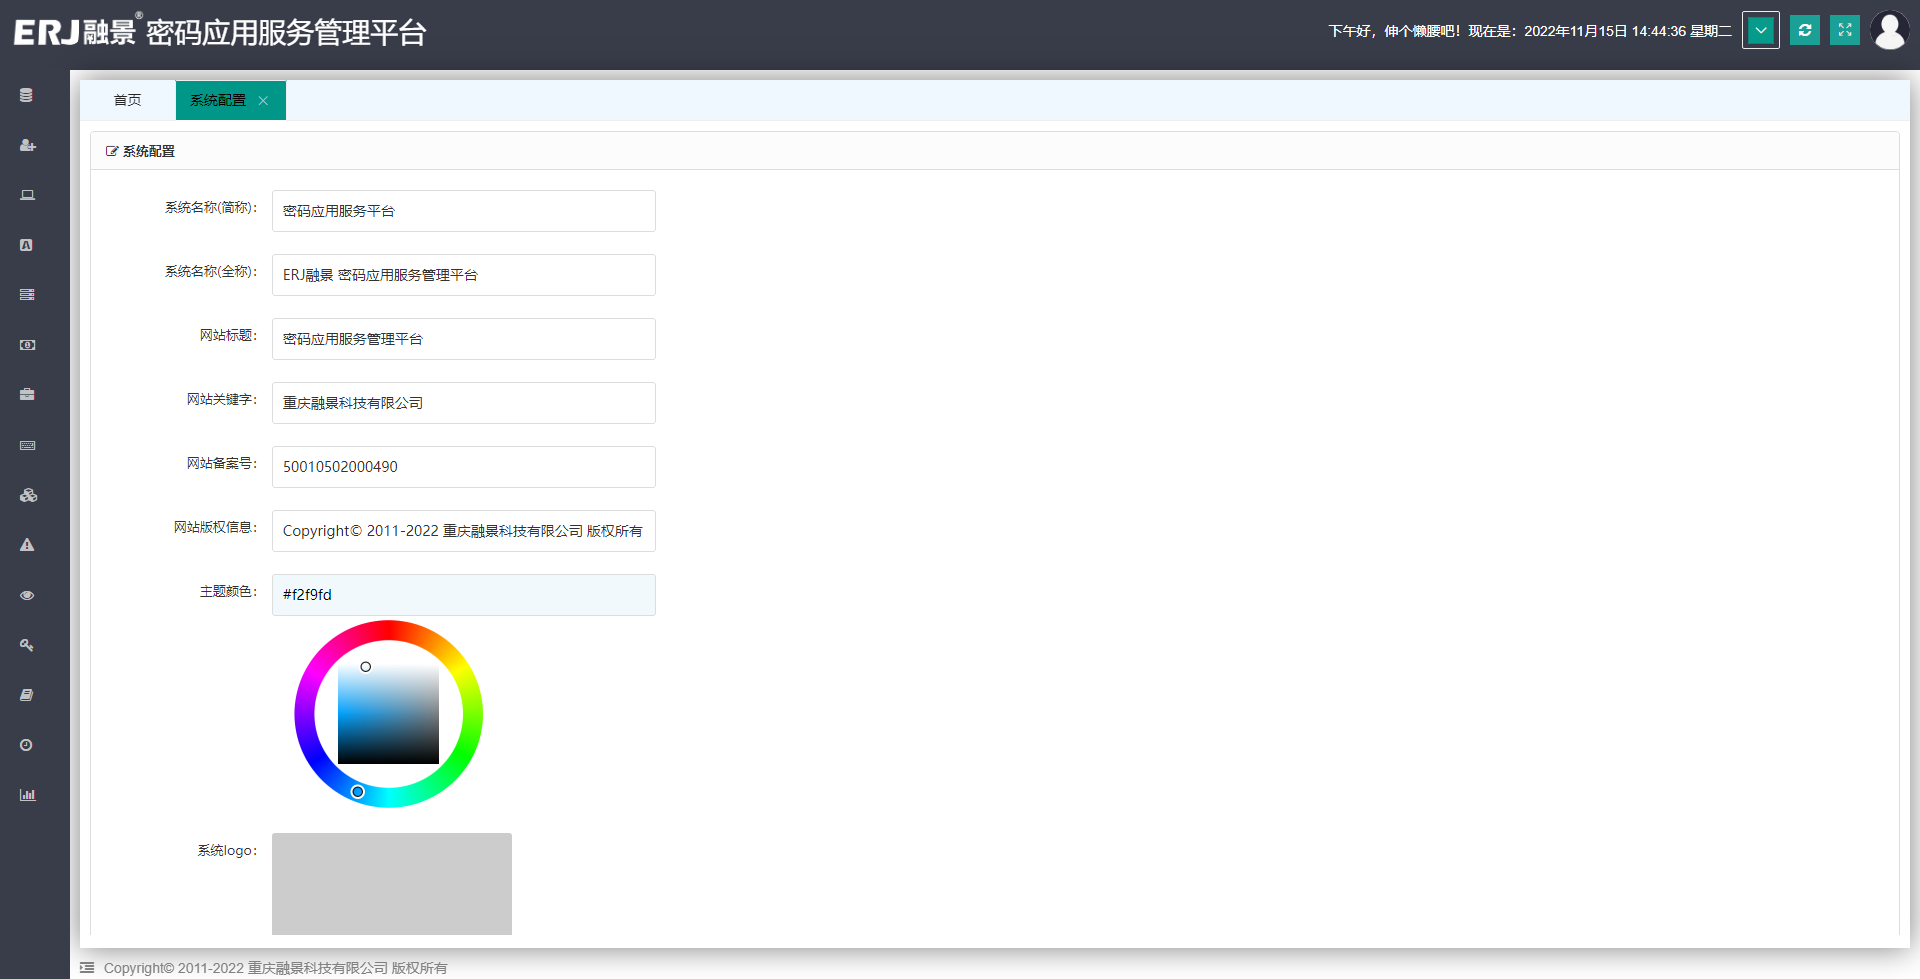 ERJ融景® 密码应用服务管理平台
下午好，伸个懒腰吧！现在是：2022年11月15日 14:44:36 星期二
首页
系统配置
系统配置
系统名称(简称)：
密码应用服务平台
系统名称(全称)：
ERJ融景 密码应用服务管理平台
网站标题：
密码应用服务管理平台
网站关键字：
重庆融景科技有限公司
网站备案号：
50010502000490
网站版权信息：
Copyright© 2011-2022 重庆融景科技有限公司 版权所有
主题颜色：
#f2f9fd
系统logo：
Copyright© 2011-2022 重庆融景科技有限公司 版权所有